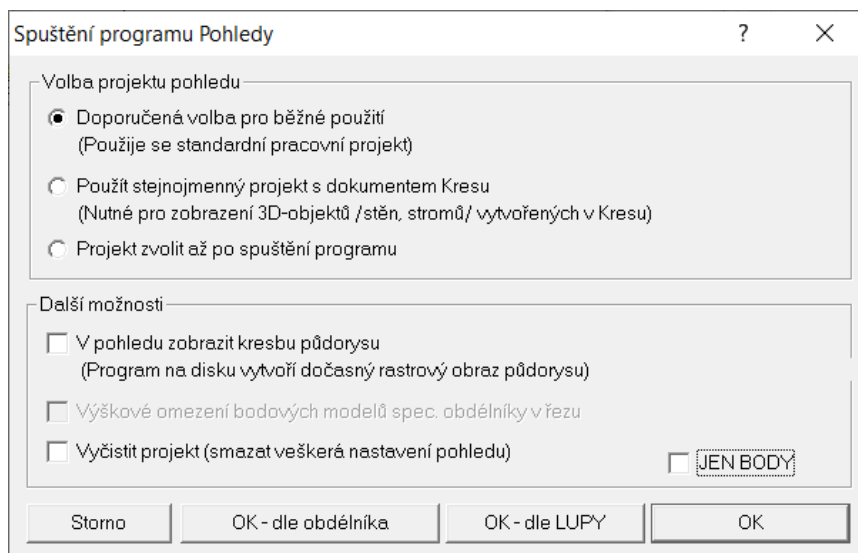 Spuštění programu Pohledy
?
Volba projektu pohledu
Doporučená volba pro běžné použití
(Použije se standardní pracovní projekt)
Použít stejnojmenný projekt s dokumentem Kresu
(Nutné pro zobrazení 3D-objektů /stěn, stromů/ vytvořených v Kresu)
Projekt zvolit až po spuštění programu
Další možnosti
V pohledu zobrazit kresbu půdorysu
(Program na disku vytvoří dočasný rastrový obraz půdorysu)
Výškové omezení bodových modelů spec. obdélníky v řezu
Vyčistit projekt (smazat veškerá nastavení pohledu)
JEN BODY
Storno
OK - dle obdélníka
OK - dle LUPY
OK